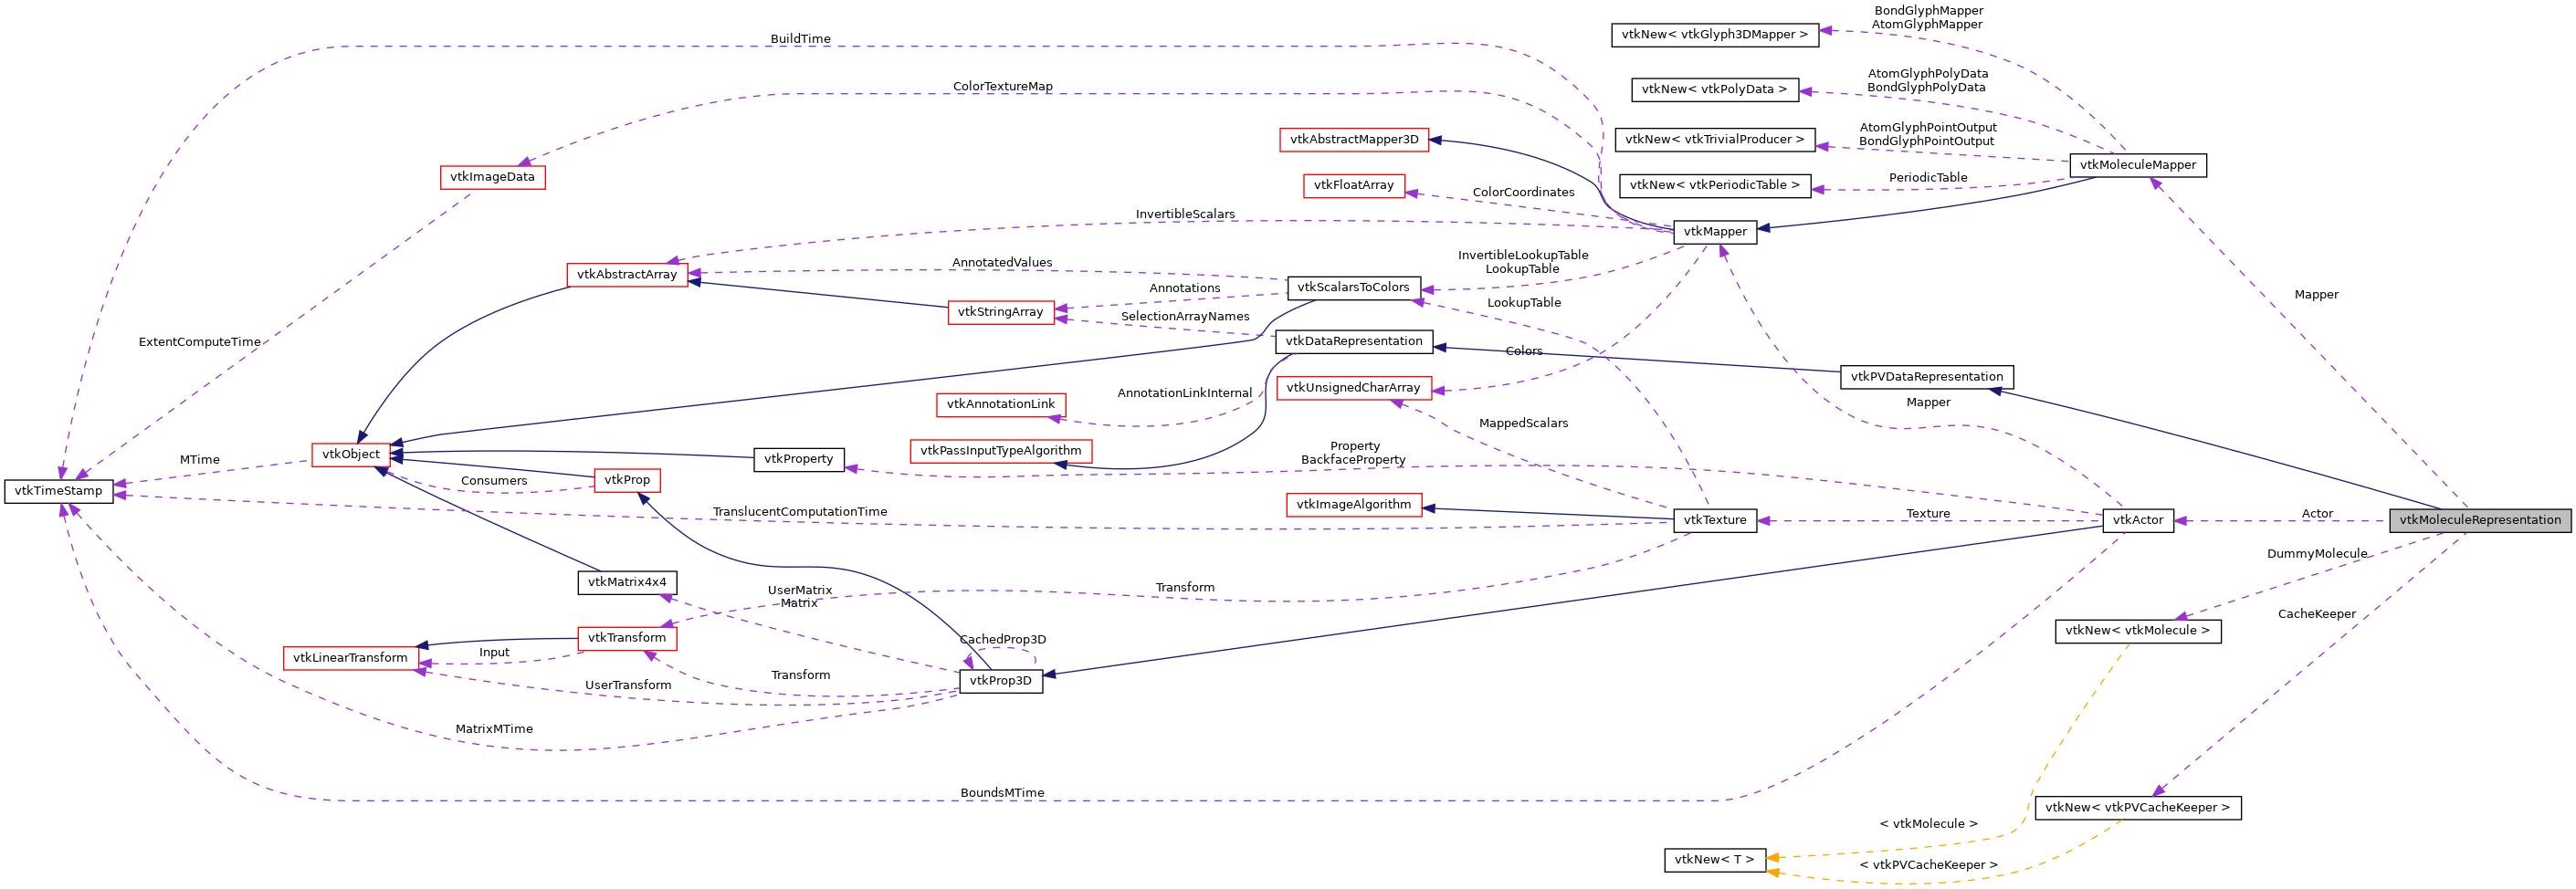 BondGlyphMapper
AtomGlyphMapper
vtkNew< vtkGlyph3DMapper >
BuildTime
AtomGlyphPolyData
BondGlyphPolyData
vtkNew< vtkPolyData >
ColorTextureMap
AtomGlyphPointOutput
BondGlyphPointOutput
vtkAbstractMapper3D
vtkNew< vtkTrivialProducer >
vtkMoleculeMapper
vtkImageData
vtkFloatArray
vtkNew< vtkPeriodicTable >
PeriodicTable
ColorCoordinates
InvertibleScalars
vtkMapper
InvertibleLookupTable
LookupTable
AnnotatedValues
vtkAbstractArray
Annotations
vtkScalarsToColors
Mapper
LookupTable
vtkStringArray
SelectionArrayNames
ExtentComputeTime
vtkDataRepresentation
Colors
vtkPVDataRepresentation
vtkUnsignedCharArray
AnnotationLinkInternal
vtkAnnotationLink
Mapper
MappedScalars
Property
BackfaceProperty
vtkPassInputTypeAlgorithm
vtkObject
MTime
vtkProperty
Consumers
vtkProp
vtkTimeStamp
vtkImageAlgorithm
TranslucentComputationTime
vtkTexture
Texture
vtkActor
Actor
vtkMoleculeRepresentation
DummyMolecule
vtkMatrix4x4
UserMatrix
Matrix
Transform
CacheKeeper
vtkNew< vtkMolecule >
vtkTransform
CachedProp3D
Input
vtkLinearTransform
Transform
vtkProp3D
UserTransform
MatrixMTime
BoundsMTime
vtkNew< vtkPVCacheKeeper >
< vtkMolecule >
vtkNew< T >
< vtkPVCacheKeeper >